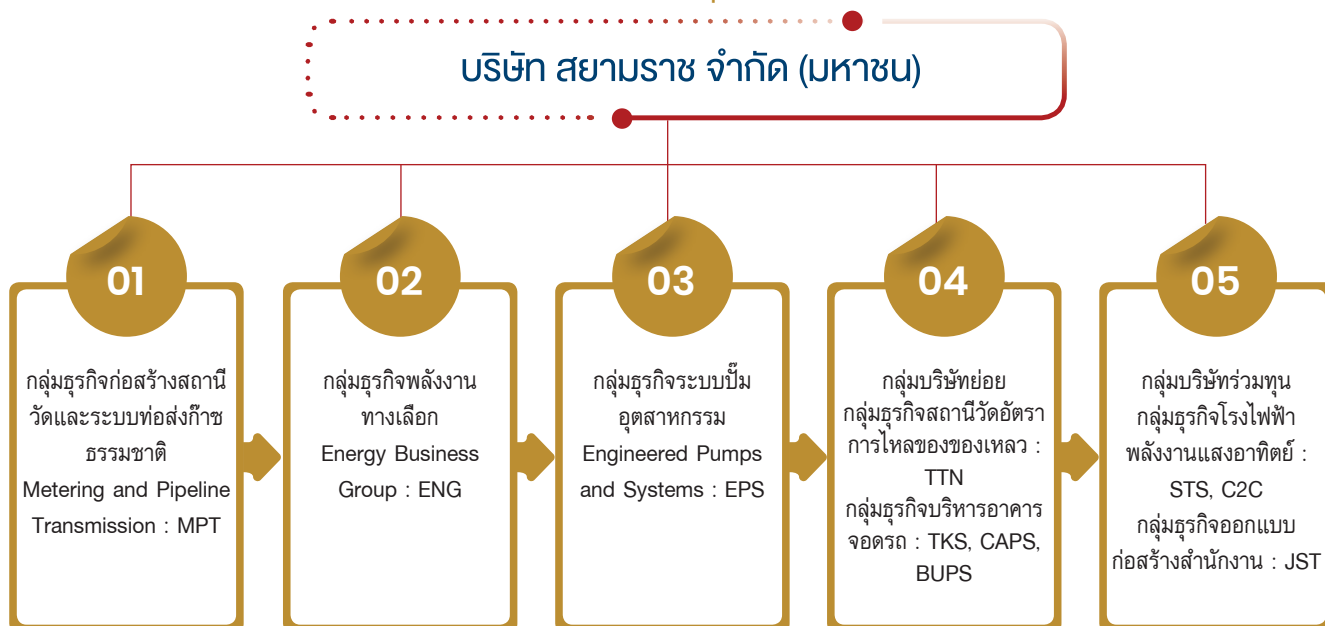 บริษัท สยามราช จำกัด (มหาชน)
01
กลุ่มธุรกิจก่อสร้างสถานี
วัดและระบบท่อส่งก๊าซ
ธรรมชาติ
Metering and Pipeline
Transmission : MPT
02
กลุ่มธุรกิจพลังงาน
ทางเลือก
Energy Business
Group : ENG
03
กลุ่มธุรกิจระบบปั๊ม
อุตสาหกรรม
Engineered Pumps
and Systems : EPS
04
กลุ่มบริษัทย่อย
กลุ่มธุรกิจสถานีวัดอัตรา
การไหลของของเหลว :
TTN
กลุ่มธุรกิจบริหารอาคาร
จอดรถ : TKS, CAPS,
BUPS
05
กลุ่มบริษัทร่วมทุน
กลุ่มธุรกิจโรงไฟฟ้า
พลังงานแสงอาทิตย์ :
STS, C2C
กลุ่มธุรกิจออกแบบ
ก่อสร้างสำนักงาน : JST